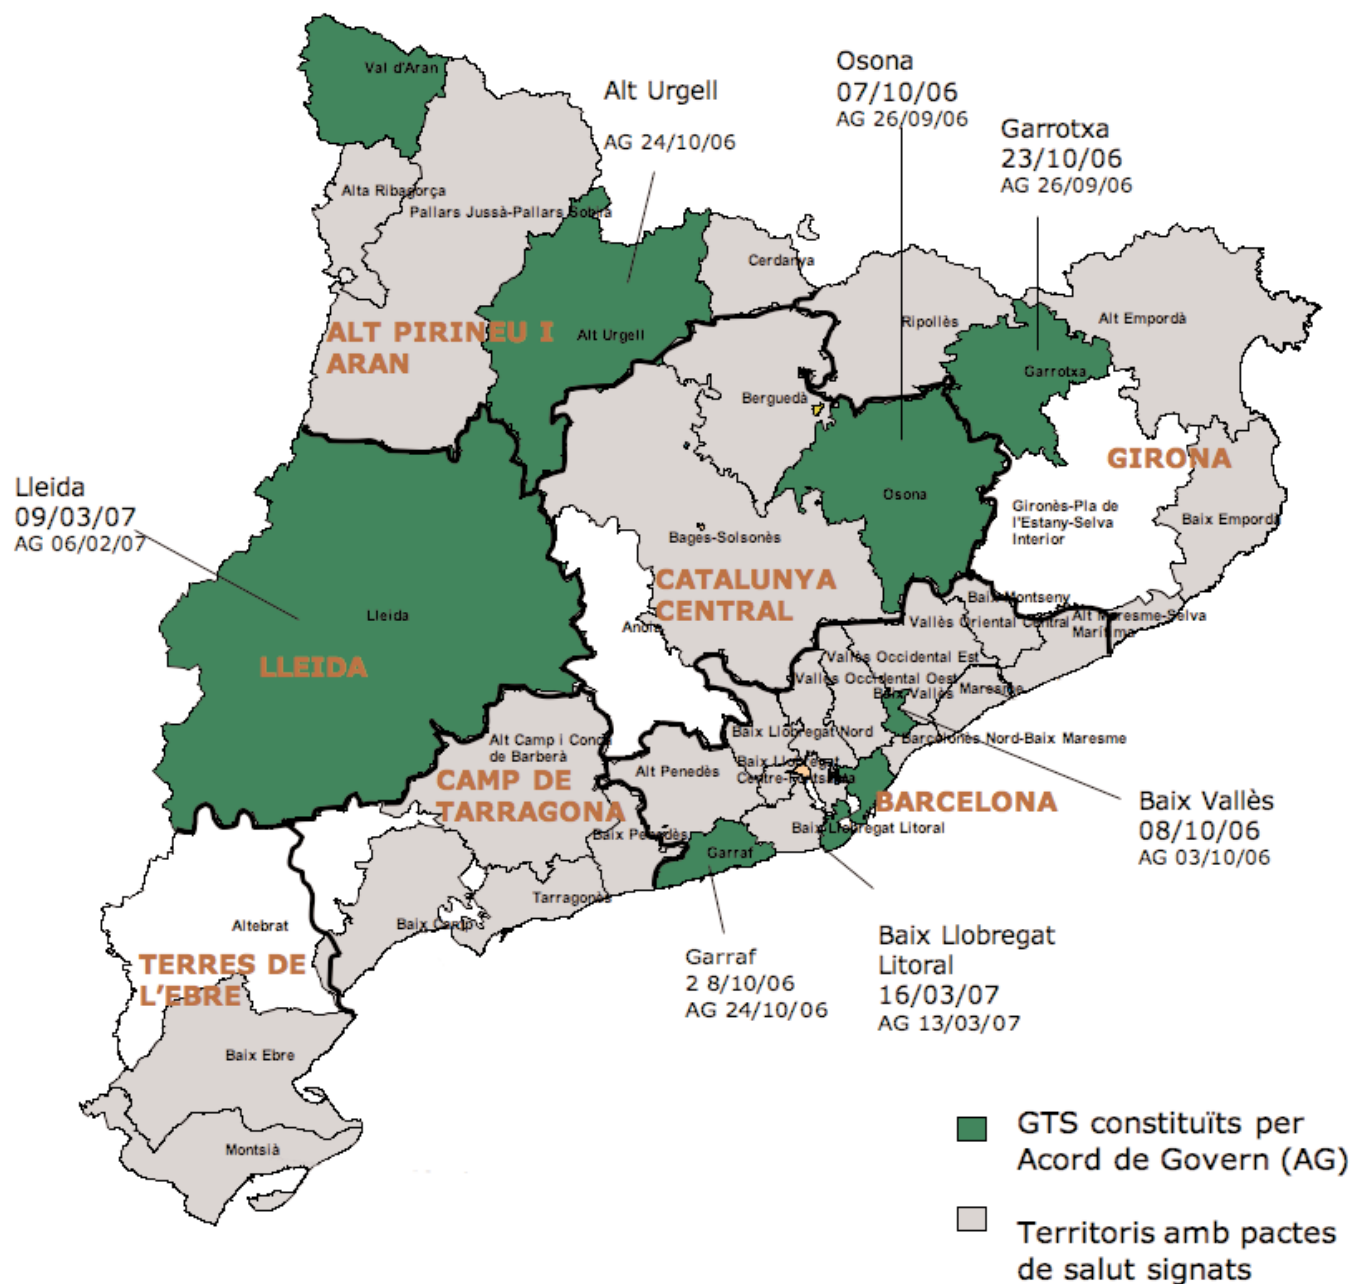 Val d'Aran
Alt Urgell
AG 24/10/06
Osona
07/10/06
AG 26/09/06
Garrotxa
23/10/06
AG 26/09/06
Alta Ribagorça
Pallars Jussà-Pallars Sobirà
Cerdanya
Ripollès
Alt Empordà
ALT PIRINEU I
ARAN
Alt Urgell
Garrotxa
Berguedà
GIRONA
Lleida
09/03/07
AG 06/02/07
Osona
Gironès-Pla de
l'Estany-Selva
Interior
Baix Empordà
Bages-Solsonès
CATALUNYA
CENTRAL
Baix Montseny
Lleida
Vallès Oriental Central
Alt Maresme-Selva
Marítima
Anoia
LLEIDA
Vallès Occidental Est
Vallès Occidental Oest
Baix Vallès
Maresme
Alt Camp i Conca
de Barberà
Baix Llobregat Nord
Barcelonès Nord-Baix Maresme
Alt Penedès
Baix Llobregat
CAMP DE
TARRAGONA
BARCELONA
Baix Vallès
08/10/06
AG 03/10/06
Baix Penedès
Baix Llobregat Litoral
Garraf
Tarragonès
Baix Camp
Altebrat
TERRES DE
L'EBRE
Garraf
2 8/10/06
AG 24/10/06
Baix Llobregat
Litoral
16/03/07
AG 13/03/07
Baix Ebre
Montsià
GTS constituïts per
Acord de Govern (AG)
Territoris amb pactes
de salut signats